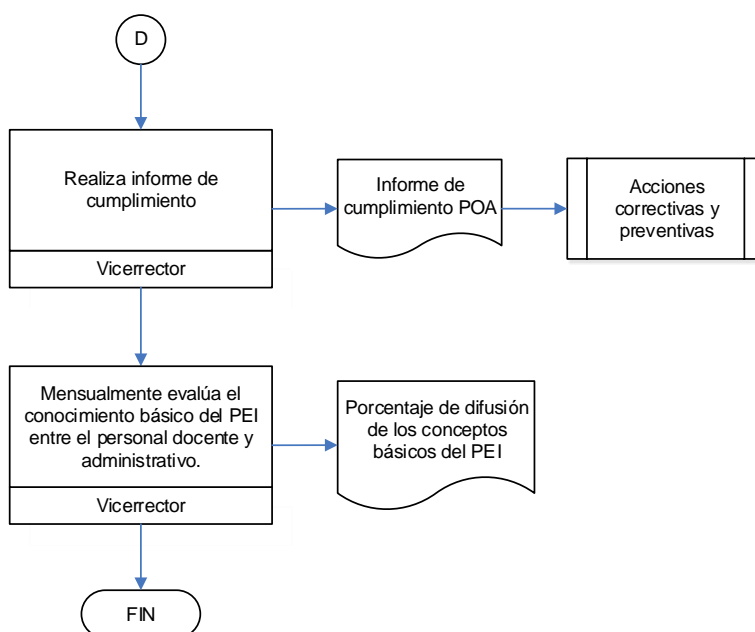 D
Realiza informe de
cumplimiento
Vicerrector
Informe de
cumplimiento POA
Acciones
correctivas y
preventivas
Mensualmente evalúa el
conocimiento básico del PEI
entre el personal docente y
administrativo.
Vicerrector
Porcentaje de difusión
de los conceptos
básicos del PEI
FIN